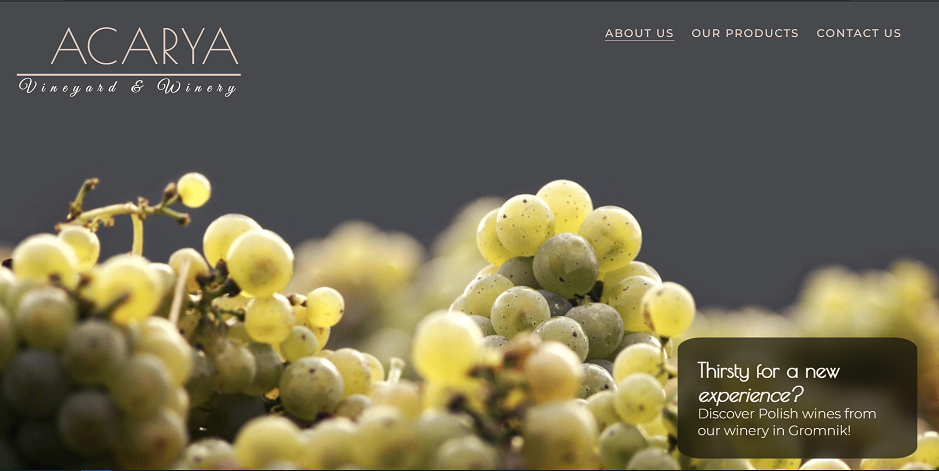 ACARYA
Vineyard & Winery
ABOUT US OUR PRODUCTS CONTACT US
Thirsty for a new
experience?
Discover Polish wines from
our winery in Gromnik!